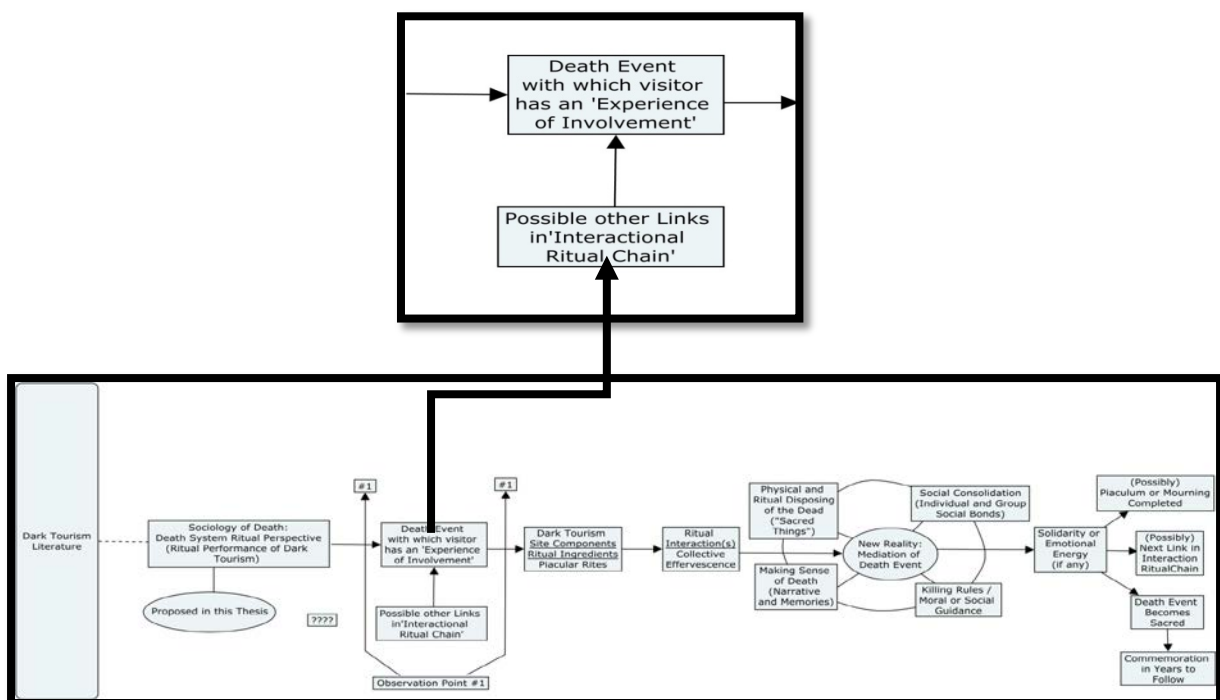 Death Event
with which visitor
has an 'Experience
of Involvement'
Possible other Links
in'Interactional
Ritual Chain'
Dark Tourism
Literature
Sociology of Death:
Death System Ritual Perspective
(Ritual Performance of Dark
Tourism)
Proposed in this Thesis
????
#1
#1
Death Event
with which visitor
has an 'Experience
of Involvement'
Possible other Links
in'Interactional
Ritual Chain'
Observation Point #1
Dark Tourism
Site Components
Ritual Ingredients
Piacular Rites
Ritual
Interaction(s)
Collective
Effervescence
Physical and
Ritual Disposing
of the Dead
("Sacred
Things")
Social Consolidation
(Individual and Group
Social Bonds)
New Reality:
Mediation of
Death Event
Making Sense
of Death
(Narrative
and Memories)
Killing Rules /
Moral or Social
Guidance
Solidarity or
Emotional
Energy
(if any)
(Possibly)
Piaculum or Mourning
Completed
(Possibly)
Next Link in
Interaction
RitualChain
Death Event
Becomes
Sacred
Commemoration
in Years to
Follow